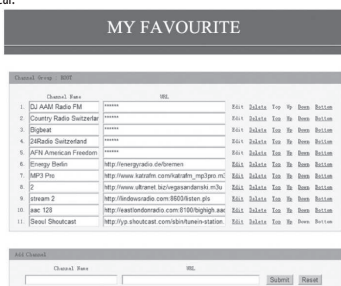 MY FAVOURITE
Channel Group : ROOT
Channel Name URL
1. DJ AAM Radio FM ****** Edit Delete Top Up Down Bottom
2. Country Radio Switzerlar ****** Edit Delete Top Up Down Bottom
3. Bigbeat ****** Edit Delete Top Up Down Bottom
4. 24Radio Switzerland ****** Edit Delete Top Up Down Bottom
5. AFN American Freedom ****** Edit Delete Top Up Down Bottom
6. Energy Berlin http://energyradio.de/bremen Edit Delete Top Up Down Bottom
7. MP3 Pro http://www.katrafm.com/katrafm_mp3pro.m3 Edit Delete Top Up Down Bottom
8. 2 http://www.ultranet.biz/vegasandanski.m3u Edit Delete Top Up Down Bottom
9. stream 2 http://lindowsradio.com:8603/listen.pls Edit Delete Top Up Down Bottom
10. aac 128 http://eastlondonradio.com:8190/bighigh.aac Edit Delete Top Up Down Bottom
11. Seoul Shoutcast http://yp.shoutcast.com/sbin/tunein-station. Edit Delete Top Up Down Bottom
Add Channel
Channel Name URL
Submit Reset